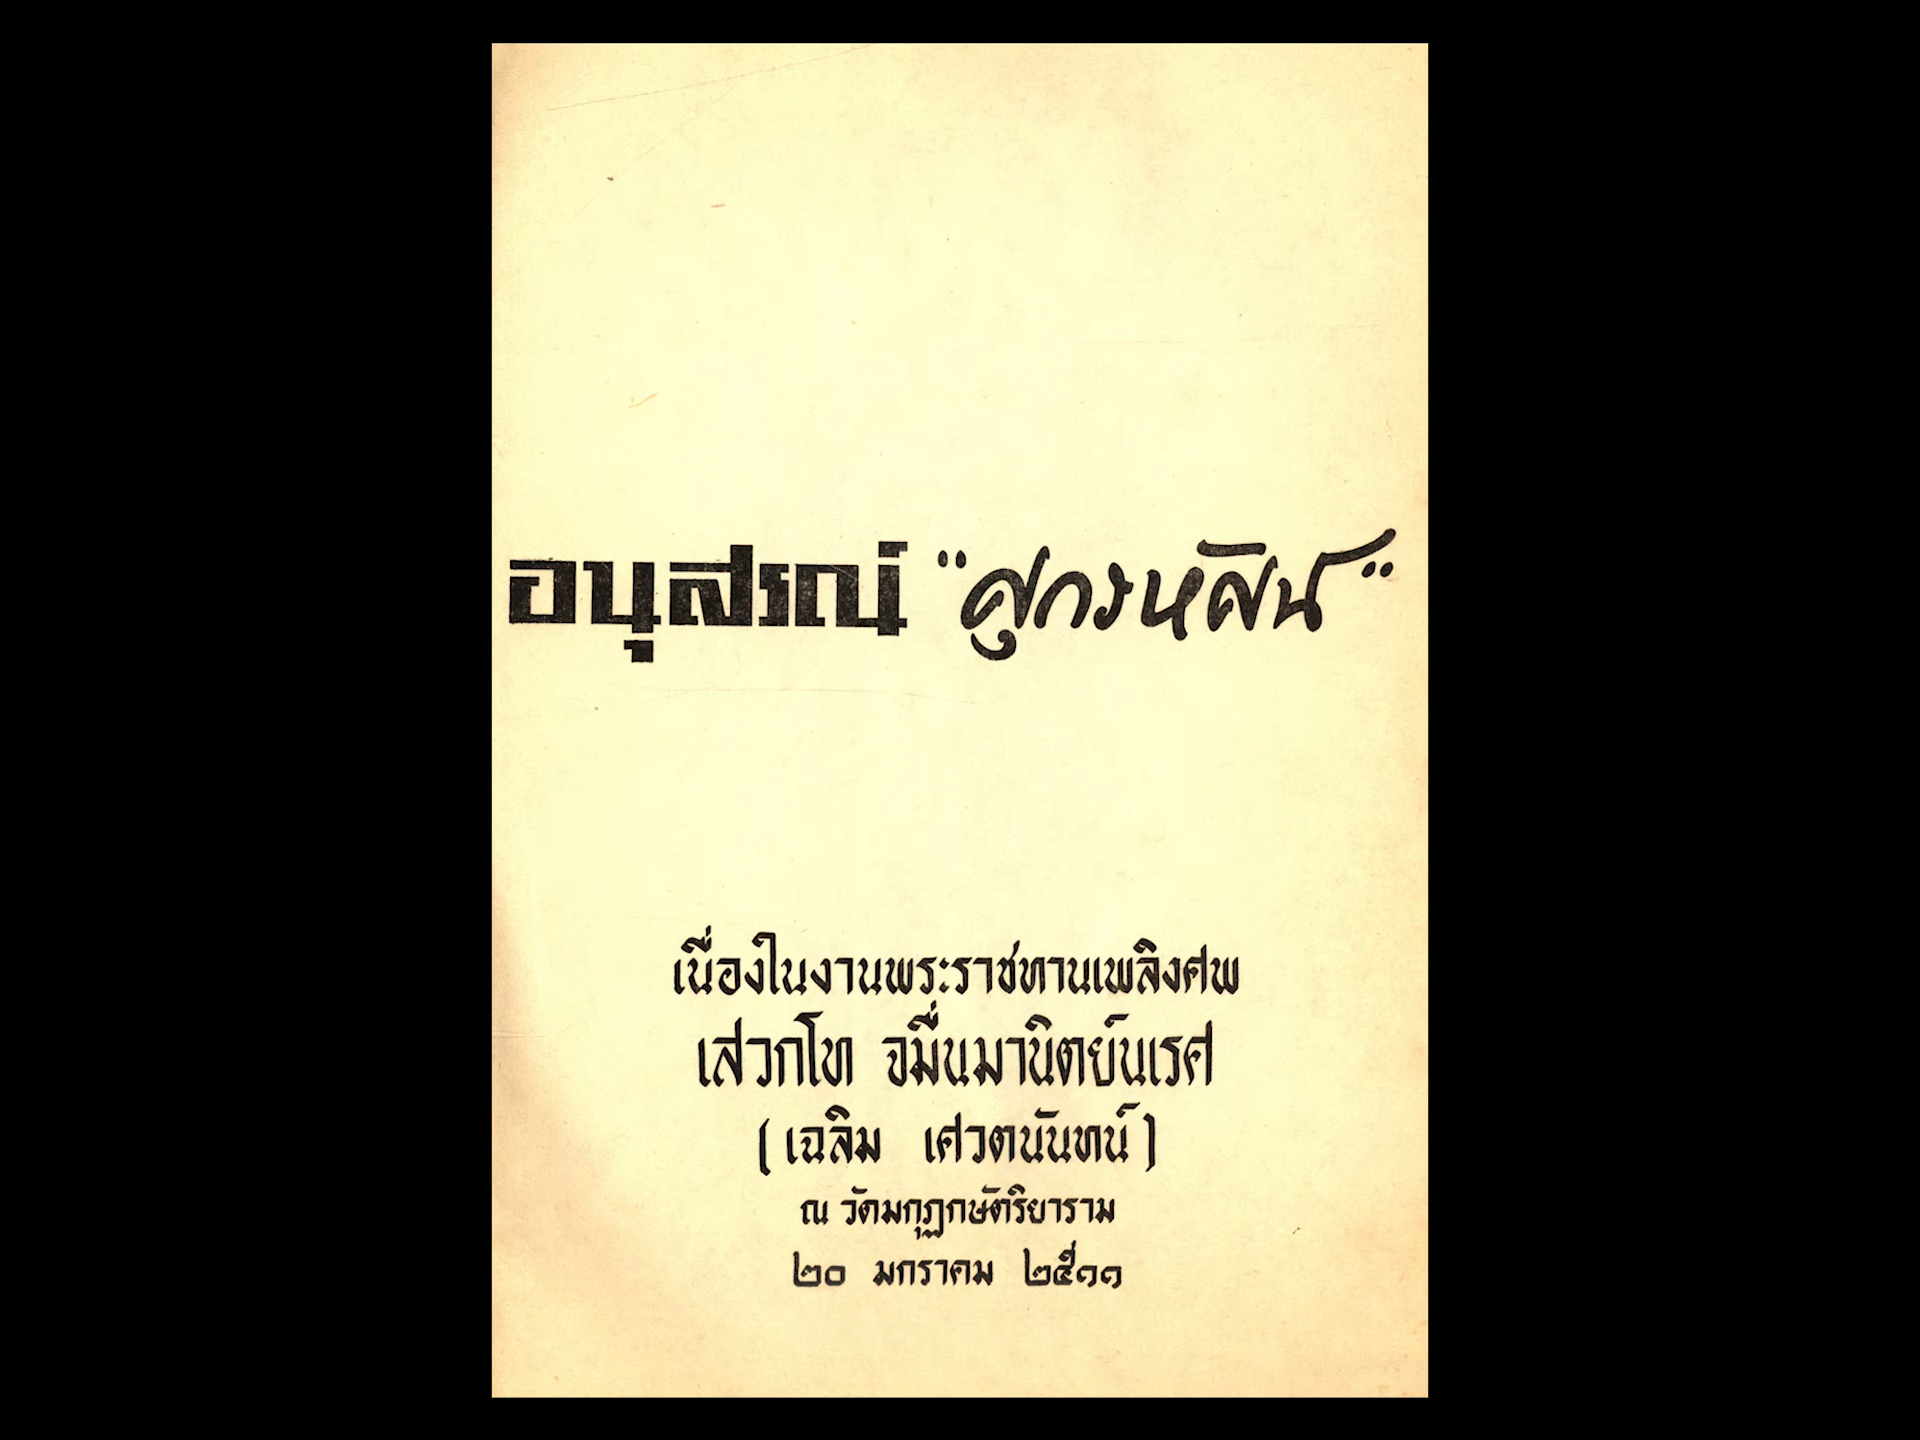 อนุสรณ์ "ศุกรหัศน์"
เนื่องในงานพระราชทานเพลิงศพ
เสวกโท จมื่นมานิตย์นเรศ
(เฉลิม เศวตนันทน์)
ณ วัดมกุฏกษัตริยาราม
๒๐ มกราคม ๒๕๑๑